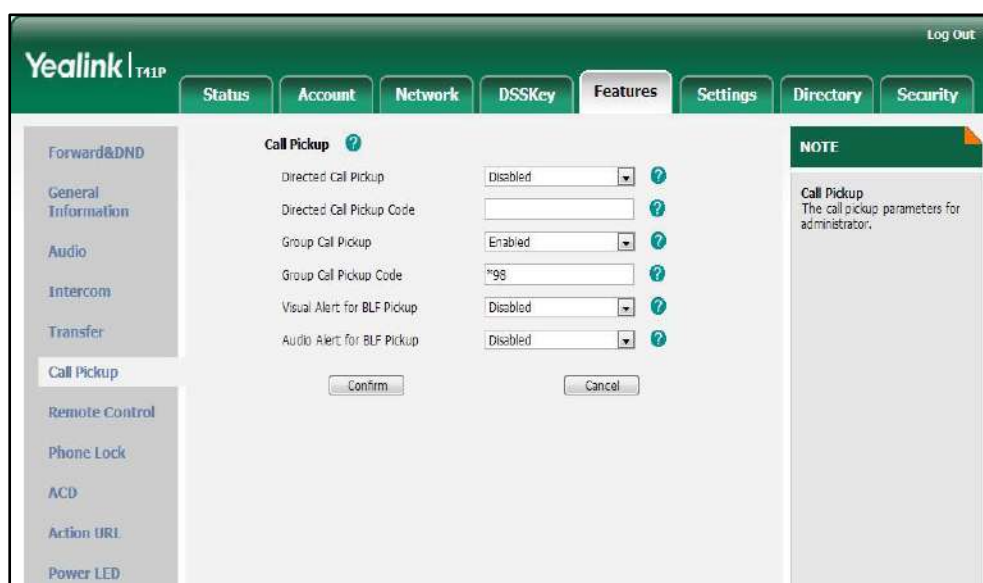 Log Out
Yealink T41P
Status Account Network DSSKey Features Settings Directory Security
Forward&DND
General
Information
Audio
Intercom
Transfer
Call Pickup
Remote Control
Phone Lock
ACD
Action URL
Power LED
Call Pickup ?
Directed Call Pickup Disabled ?
Directed Call Pickup Code ?
Group Call Pickup Enabled ?
Group Call Pickup Code *98 ?
Visual Alert for BLF Pickup Disabled ?
Audio Alert for BLF Pickup Disabled ?
Confirm Cancel
NOTE
Call Pickup
The call pickup parameters for
administrator.